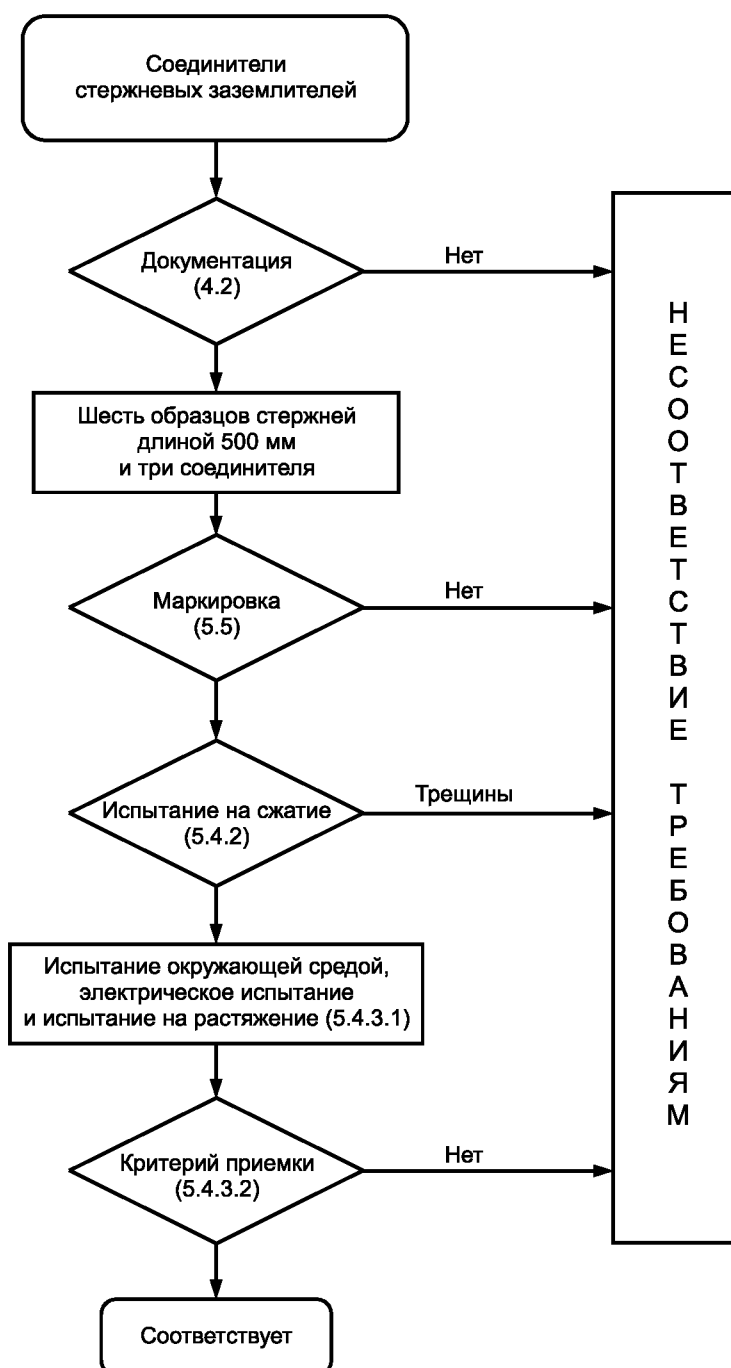 Соединители
стержневых заземлителей
Документация
(4.2)
Нет
Шесть образцов стержней
длиной 500 мм
и три соединителя
Маркировка
(5.5)
Нет
Испытание на сжатие
(5.4.2)
Трещины
Испытание окружающей средой,
электрическое испытание
и испытание на растяжение (5.4.3.1)
Критерий приемки
(5.4.3.2)
Нет
Соответствует
НЕСООТВЕТСТВИЕ ТРЕБОВАНИЯМ